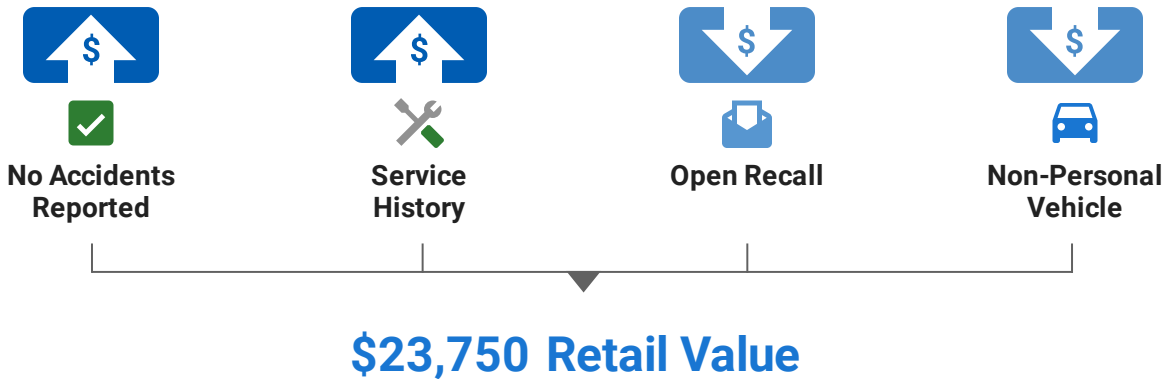 $ $ $ $
No Accidents
Reported
Service
History
Open Recall
Non-Personal
Vehicle
$23,750 Retail Value